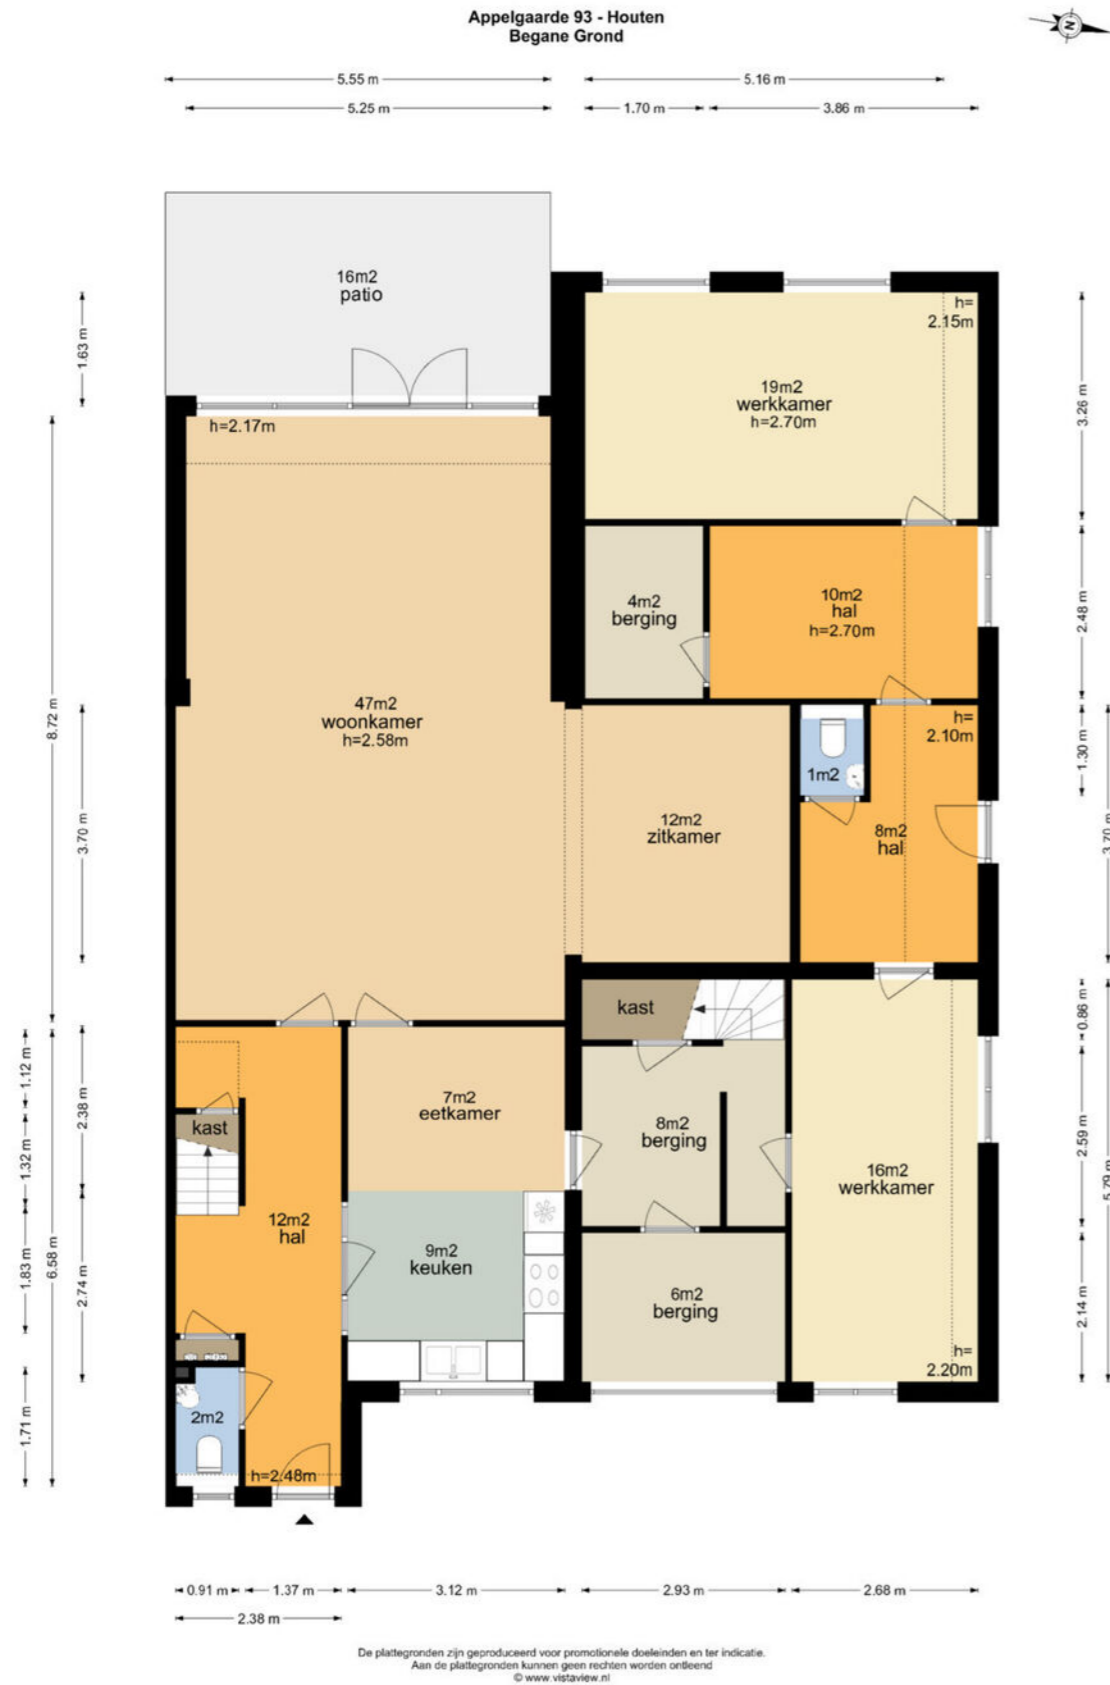 Appelgaarde 93 - Houten
Begane Grond
N
5.55 m
5.16 m
5.25 m
1.70 m
3.86 m
16m2
patio
h=
2.15m
1.63 m
19m2
werkkamer
h=2.70m
3.26 m
h=2.17m
4m2
berging
10m2
hal
h=2.70m
2.48 m
47m2
woonkamer
h=2.58m
8.72 m
h=
2.10m
1.30 m
1m2
12m2
zitkamer
8m2
hal
3.70 m
3.70 m
kast
0.86 m
1.12 m
7m2
eetkamer
2.38 m
kast
8m2
berging
2.59 m
1.32 m
16m2
werkkamer
5.79 m
12m2
hal
9m2
keuken
1.83 m
6.58 m
2.74 m
6m2
berging
2.14 m
h=
2.20m
2m2
1.71 m
h=2.48m
0.91 m
1.37 m
3.12 m
2.93 m
2.68 m
2.38 m
De plattegronden zijn geproduceerd voor promotionele doeleinden en ter indicatie.
Aan de plattegronden kunnen geen rechten worden ontleend
© www.vistaview.nl